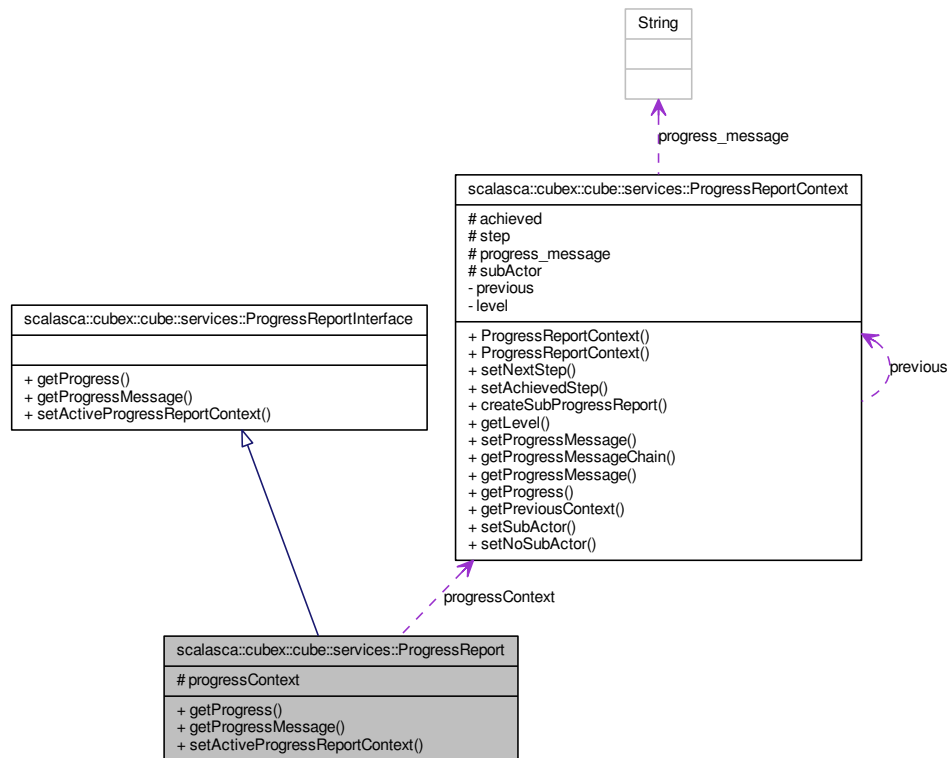 String
progress_message
scalasca::cubex::cube::services::ProgressReportContext
# achieved
# step
# progress_message
# subActor
- previous
- level
+ ProgressReportContext()
+ ProgressReportContext()
+ setNextStep()
+ setAchievedStep()
+ createSubProgressReport()
+ getLevel()
+ setProgressMessage()
+ getProgressMessageChain()
+ getProgressMessage()
+ getProgress()
+ getPreviousContext()
+ setSubActor()
+ setNoSubActor()
previous
scalasca::cubex::cube::services::ProgressReportInterface
+ getProgress()
+ getProgressMessage()
+ setActiveProgressReportContext()
progressContext
scalasca::cubex::cube::services::ProgressReport
# progressContext
+ getProgress()
+ getProgressMessage()
+ setActiveProgressReportContext()